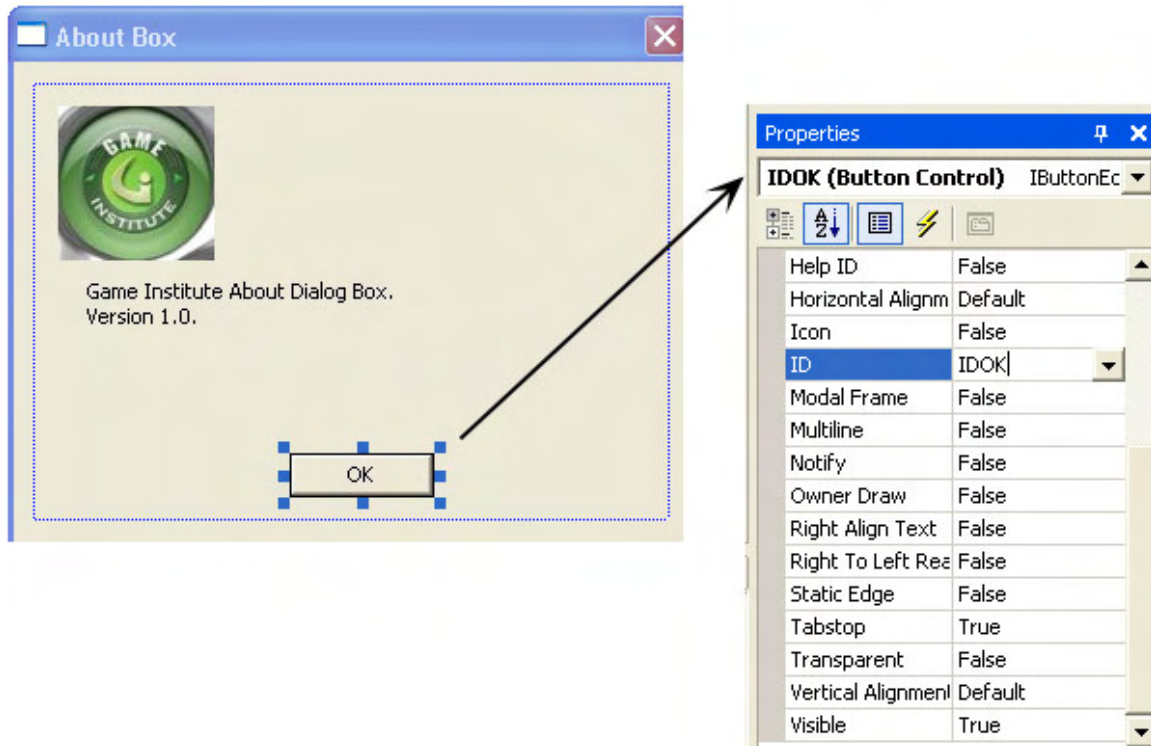 About Box
GAME
INSTITUTE
Game Institute About Dialog Box.
Version 1.0.
OK
Properties
IDOK (Button Control) IButtonEc
Help ID False
Horizontal Alignm Default
Icon False
ID IDOK
Modal Frame False
Multiline False
Notify False
Owner Draw False
Right Align Text False
Right To Left Rea False
Static Edge False
Tabstop True
Transparent False
Vertical Alignment Default
Visible True